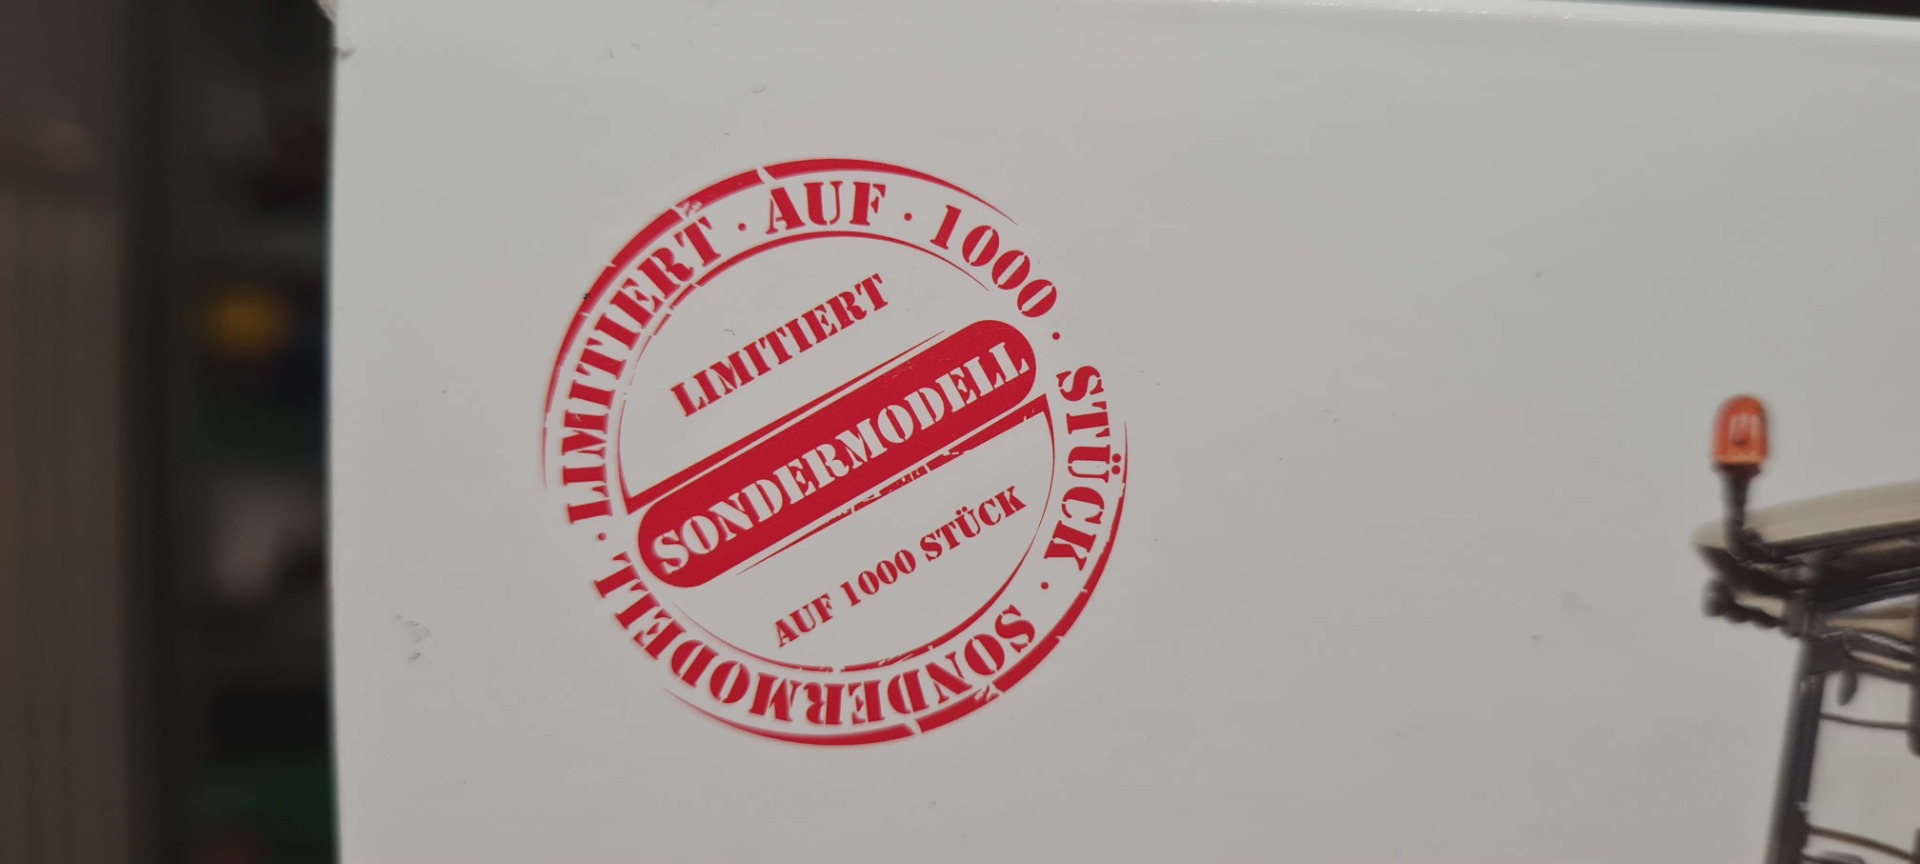 LIMITIERT · AUF · 1000 · STÜCK · SONDERMODELL ·
LIMITIERT
SONDERMODELL
AUF 1000 STÜCK